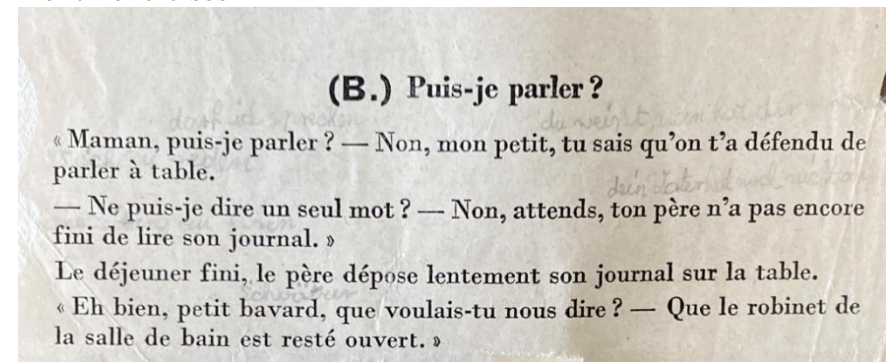 (B.) Puis-je parler ?
« Maman, puis-je parler ? — Non, mon petit, tu sais qu'on t'a défendu de
parler à table.
— Ne puis-je dire un seul mot ? — Non, attends, ton père n'a pas encore
fini de lire son journal. »
Le déjeuner fini, le père dépose lentement son journal sur la table.
« Eh bien, petit bavard, que voulais-tu nous dire ? — Que le robinet de
la salle de bain est resté ouvert. »